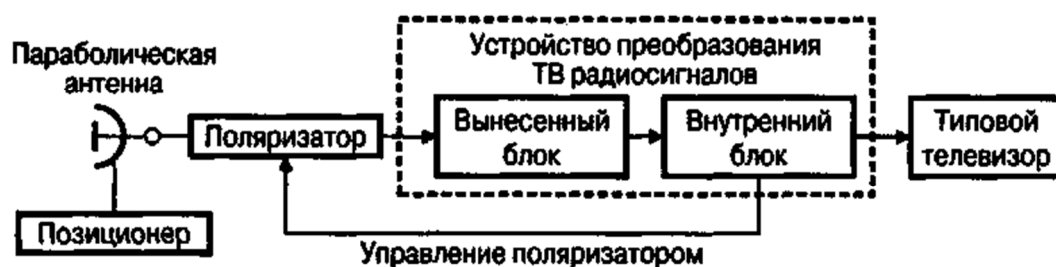 Параболическая
антенна
Устройство преобразования
ТВ радиосигналов
Поляризатор
Вынесенный
блок
Внутренний
блок
Типовой
телевизор
Позиционер
Управление поляризатором